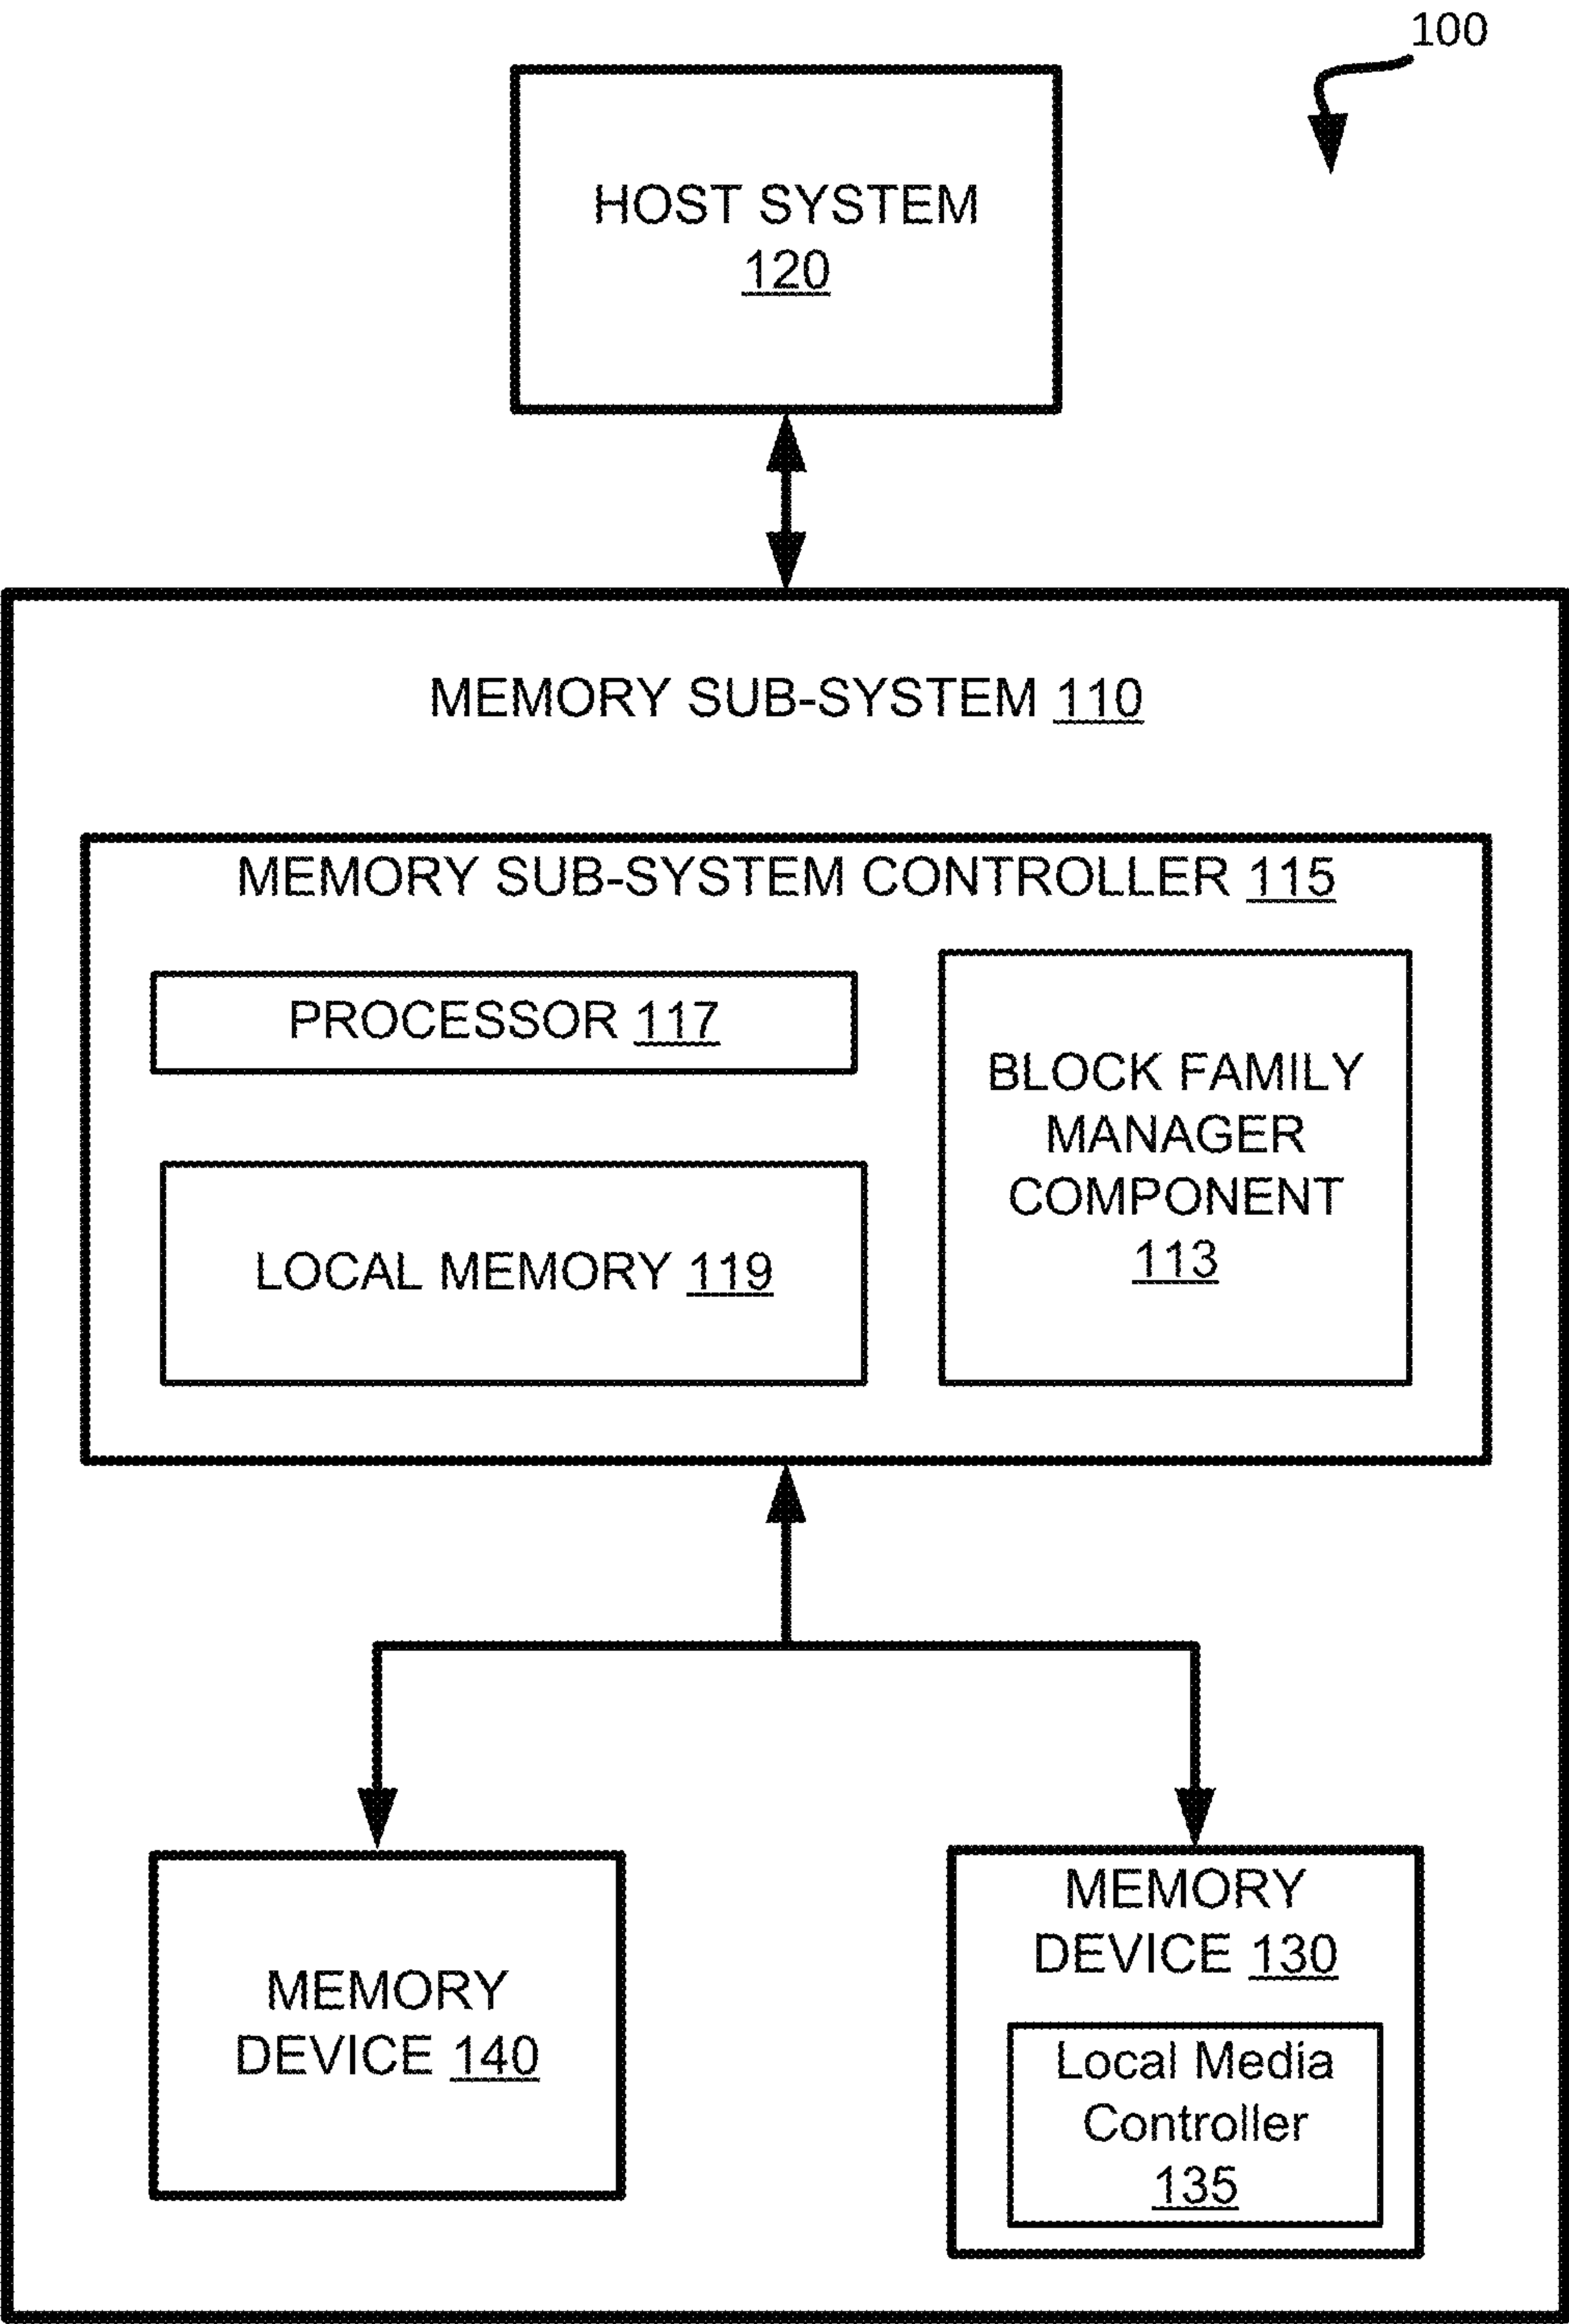 100
HOST SYSTEM
120
MEMORY SUB-SYSTEM 110
MEMORY SUB-SYSTEM CONTROLLER 115
PROCESSOR 117
BLOCK FAMILY
MANAGER
COMPONENT
113
LOCAL MEMORY 119
MEMORY
DEVICE 140
MEMORY
DEVICE 130
Local Media
Controller
135